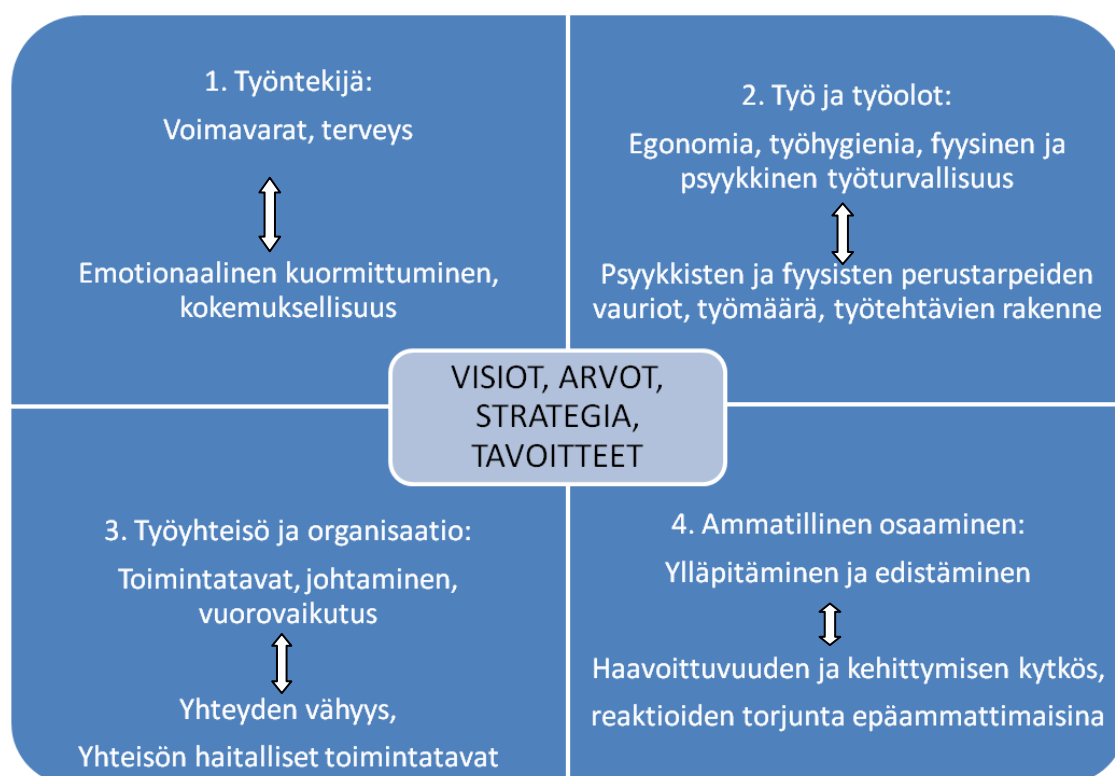 1. Työntekijä:
Voimavarat, terveys
Emotionaalinen kuormittuminen,
kokemuksellisuus
2. Työ ja työolot:
Egonomia, työhygienia, fyysinen ja
psyykkinen työturvallisuus
Psyykkisten ja fyysisten perustarpeiden
vauriot, työmäärä, työtehtävien rakenne
VISIOT, ARVOT,
STRATEGIA,
TAVOITTEET
3. Työyhteisö ja organisaatio:
Toimintatavat, johtaminen,
vuorovaikutus
Yhteyden vähyys,
Yhteisön haitalliset toimintatavat
4. Ammatillinen osaaminen:
Ylläpitäminen ja edistäminen
Haavoittuvuuden ja kehittymisen kytkös,
reaktioiden torjunta epäammattimaisina